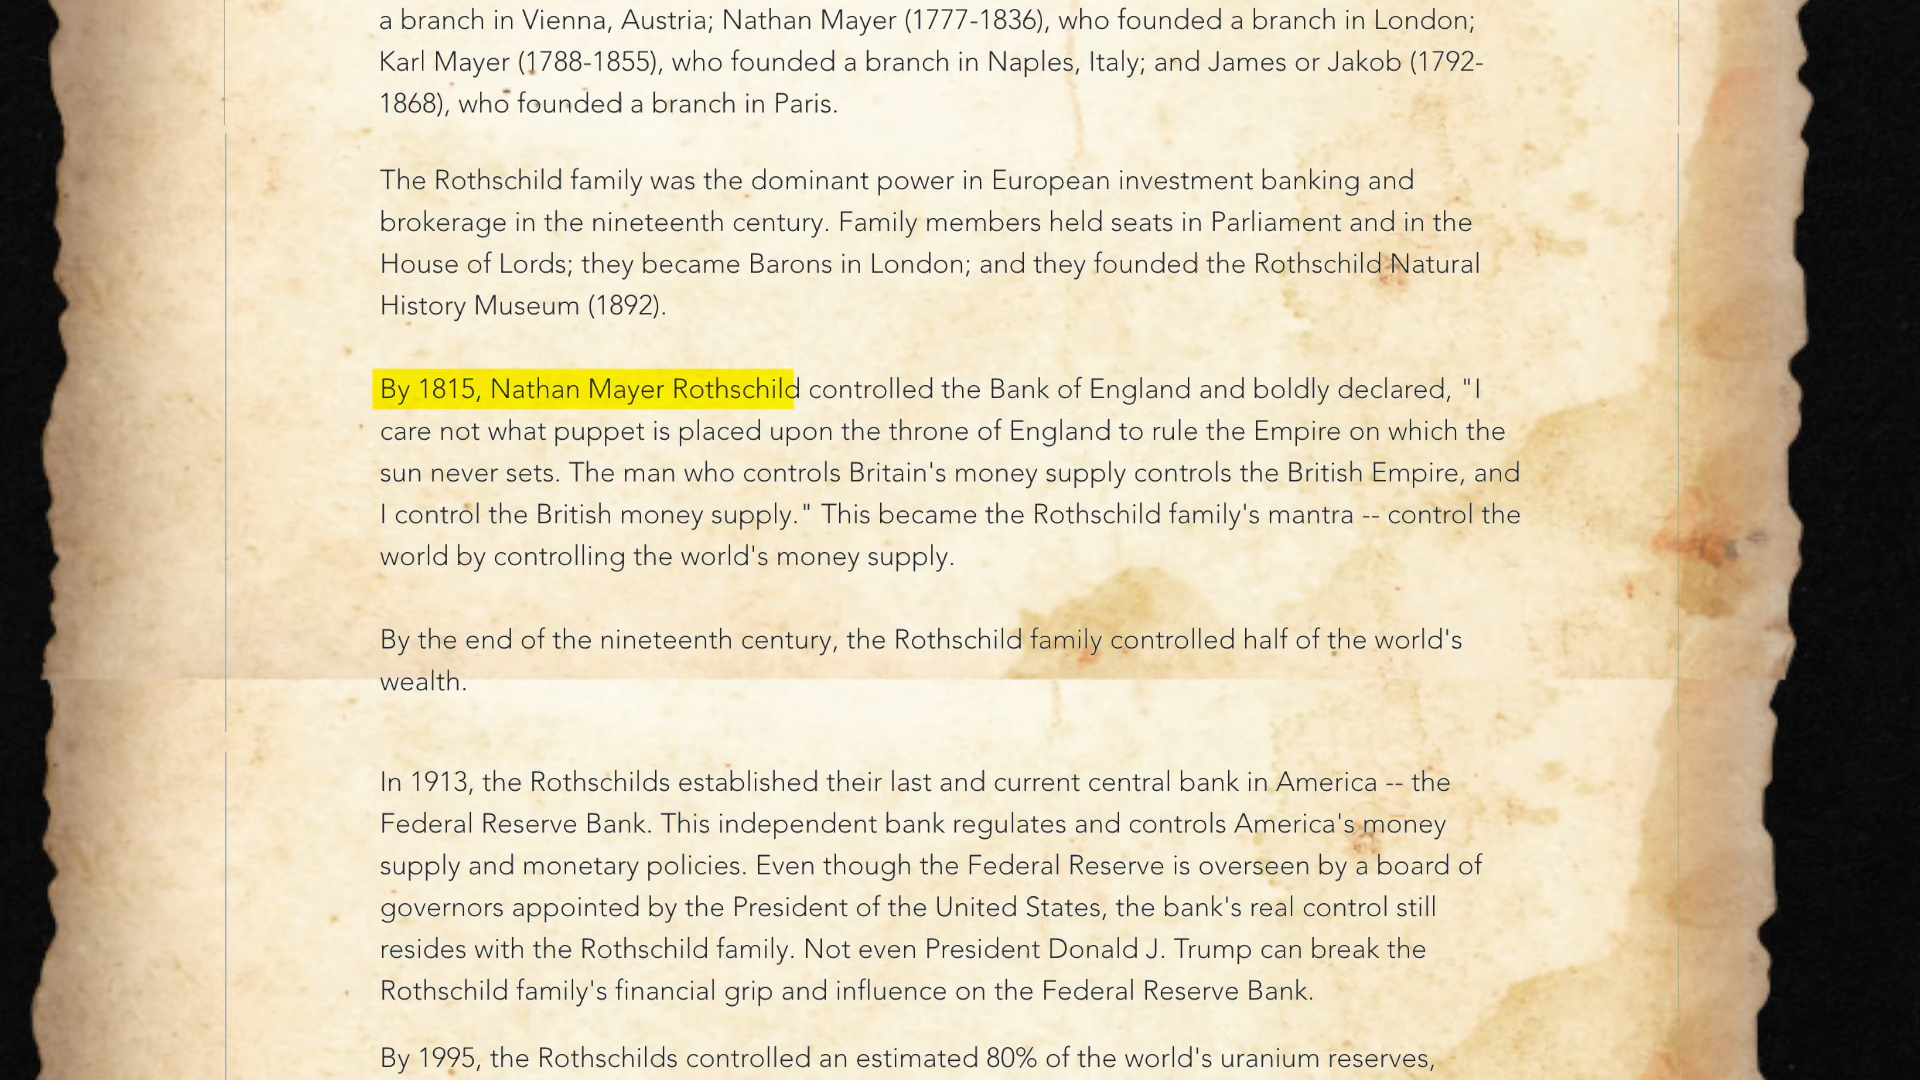 a branch in Vienna, Austria; Nathan Mayer (1777-1836), who founded a branch in London;
Karl Mayer (1788-1855), who founded a branch in Naples, Italy; and James or Jakob (1792-
1868), who founded a branch in Paris.
The Rothschild family was the dominant power in European investment banking and
brokerage in the nineteenth century. Family members held seats in Parliament and in the
House of Lords; they became Barons in London; and they founded the Rothschild Natural
History Museum (1892).
By 1815, Nathan Mayer Rothschild controlled the Bank of England and boldly declared, "I
care not what puppet is placed upon the throne of England to rule the Empire on which the
sun never sets. The man who controls Britain's money supply controls the British Empire, and
I control the British money supply." This became the Rothschild family's mantra -- control the
world by controlling the world's money supply.
By the end of the nineteenth century, the Rothschild family controlled half of the world's
wealth.
In 1913, the Rothschilds established their last and current central bank in America -- the
Federal Reserve Bank. This independent bank regulates and controls America's money
supply and monetary policies. Even though the Federal Reserve is overseen by a board of
governors appointed by the President of the United States, the bank's real control still
resides with the Rothschild family. Not even President Donald J. Trump can break the
Rothschild family's financial grip and influence on the Federal Reserve Bank.
By 1995, the Rothschilds controlled an estimated 80% of the world's uranium reserves,